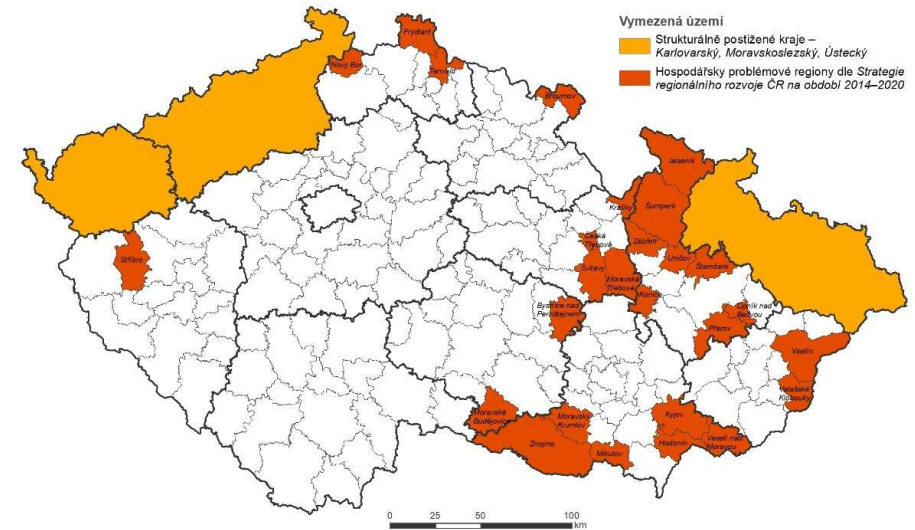 Vymezená území
Strukturálně postižené kraje –
Karlovarský, Moravskoslezský, Ústecký
Hospodářsky problémové regiony dle Strategie
regionálního rozvoje ČR na období 2014–2020
Frýdlant
Nový Bor
Tanvald
Broumov
Jeseník
Králíky
Šumperk
Česká
Třebová
Zábřeh
Stříbro
Svitavy
Uničov
Šternberk
Moravská
Třebová
Konice
Bystřice nad
Pernštejnem
Lipník nad
Bečvou
Přerov
Vsetín
Valašské
Klobouky
Moravské
Budějovice
Moravský
Krumlov
Kyjov
Znojmo
Hodonín
Veselí nad
Moravou
Mikulov
0 25 50 100
km